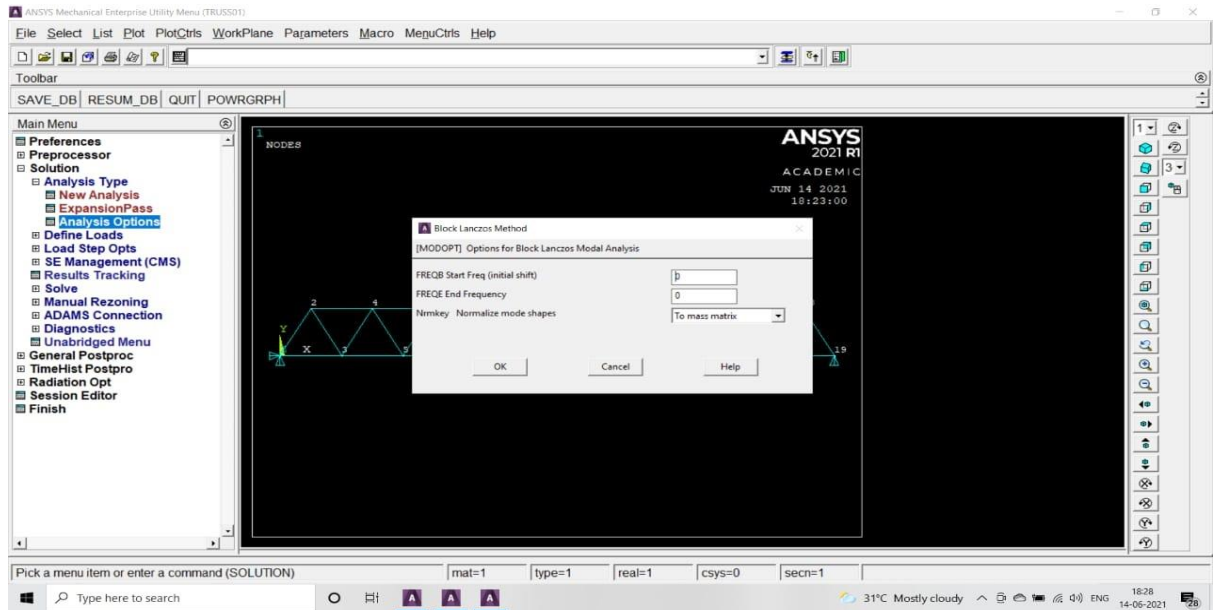 ANSYS Mechanical Enterprise Utility Menu (TRUSS01)
File Select List Plot PlotCtrls WorkPlane Parameters Macro MenuCtrls Help
Toolbar
SAVE_DB RESUM_DB QUIT POWRGRPH
Main Menu
Preferences
Preprocessor
Solution
Analysis Type
New Analysis
ExpansionPass
Analysis Options
Define Loads
Load Step Opts
SE Management (CMS)
Results Tracking
Solve
Manual Rezoning
ADAMS Connection
Diagnostics
Unabridged Menu
General Postproc
TimeHist Postpro
Radiation Opt
Session Editor
Finish
1
NODES
ANSYS
2021 R1
ACADEMIC
JUN 14 2021
18:23:00
Block Lanczos Method
[MODOPT] Options for Block Lanczos Modal Analysis
FREQB Start Freq (initial shift) 0
FREQE End Frequency 0
Nrmkey Normalize mode shapes To mass matrix
OK Cancel Help
2 4
Y
X 3 5 19
1
3
Pick a menu item or enter a command (SOLUTION) mat=1 type=1 real=1 csys=0 secn=1
Type here to search 31°C Mostly cloudy ENG 18:28
14-06-2021 28